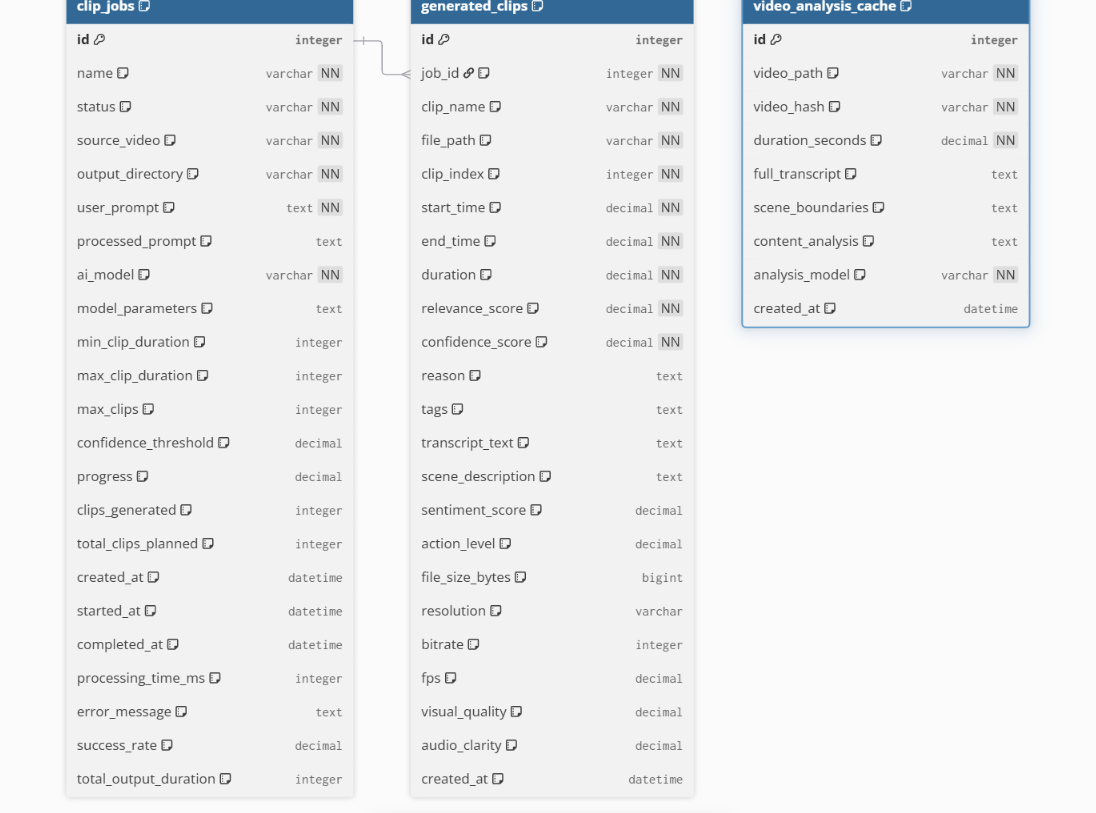 clip_jobs
id integer
name varchar NN
status varchar NN
source_video varchar NN
output_directory varchar NN
user_prompt text NN
processed_prompt text
ai_model varchar NN
model_parameters text
min_clip_duration integer
max_clip_duration integer
max_clips integer
confidence_threshold decimal
progress decimal
clips_generated integer
total_clips_planned integer
created_at datetime
started_at datetime
completed_at datetime
processing_time_ms integer
error_message text
success_rate decimal
total_output_duration integer
generated_clips
id integer
job_id integer NN
clip_name varchar NN
file_path varchar NN
clip_index integer NN
start_time decimal NN
end_time decimal NN
duration decimal NN
relevance_score decimal NN
confidence_score decimal NN
reason text
tags text
transcript_text text
scene_description text
sentiment_score decimal
action_level decimal
file_size_bytes bigint
resolution varchar
bitrate integer
fps decimal
visual_quality decimal
audio_clarity decimal
created_at datetime
video_analysis_cache
id integer
video_path varchar NN
video_hash varchar NN
duration_seconds decimal NN
full_transcript text
scene_boundaries text
content_analysis text
analysis_model varchar NN
created_at datetime